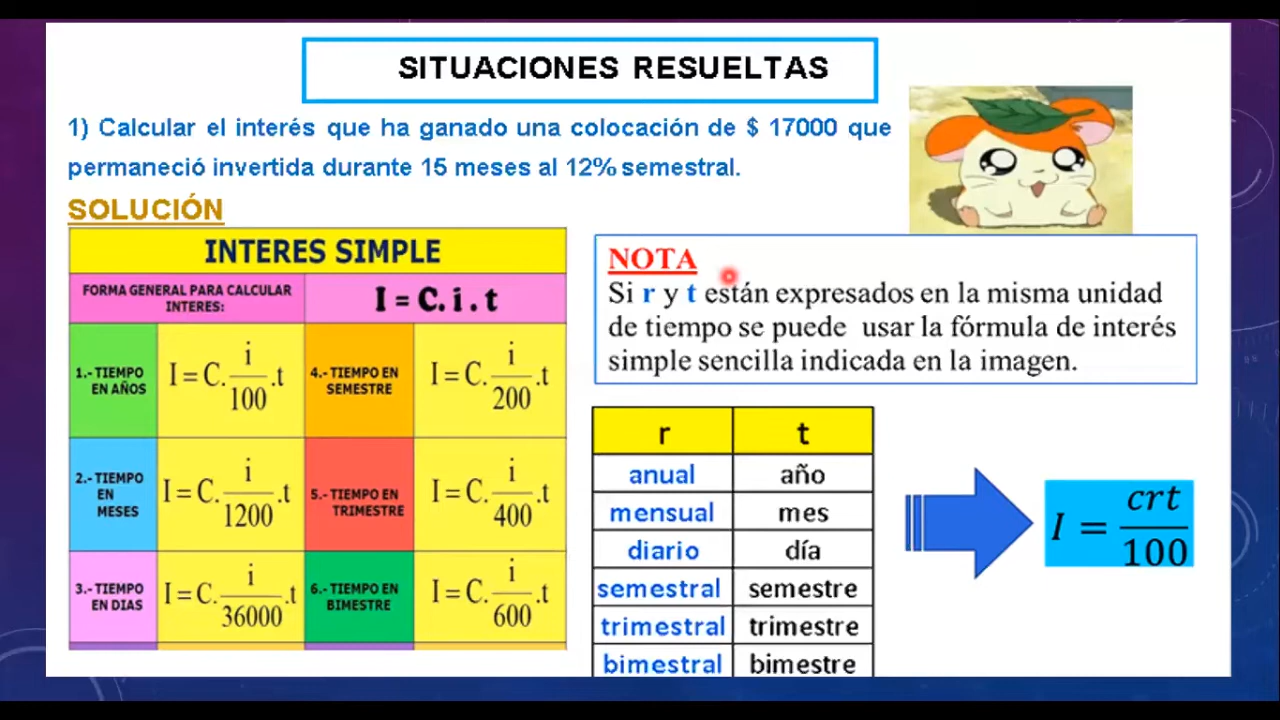 SITUACIONES RESUELTAS
1) Calcular el interés que ha ganado una colocación de $ 17000 que
permaneció invertida durante 15 meses al 12% semestral.
SOLUCIÓN
INTERES SIMPLE
FORMA GENERAL PARA CALCULAR
INTERES:
I = C. i . t
1.- TIEMPO
EN AÑOS
I = C. i/100 .t
4.- TIEMPO EN
SEMESTRE
I = C. i/200 .t
2.- TIEMPO
EN
MESES
I = C. i/1200 .t
5.- TIEMPO EN
TRIMESTRE
I = C. i/400 .t
3.- TIEMPO
EN DIAS
I = C. i/36000 .t
6.- TIEMPO EN
BIMESTRE
I = C. i/600 .t
NOTA
Si r y t están expresados en la misma unidad
de tiempo se puede usar la fórmula de interés
simple sencilla indicada en la imagen.
r t
anual año
mensual mes
diario día
semestral semestre
trimestral trimestre
bimestral bimestre
I = crt/100